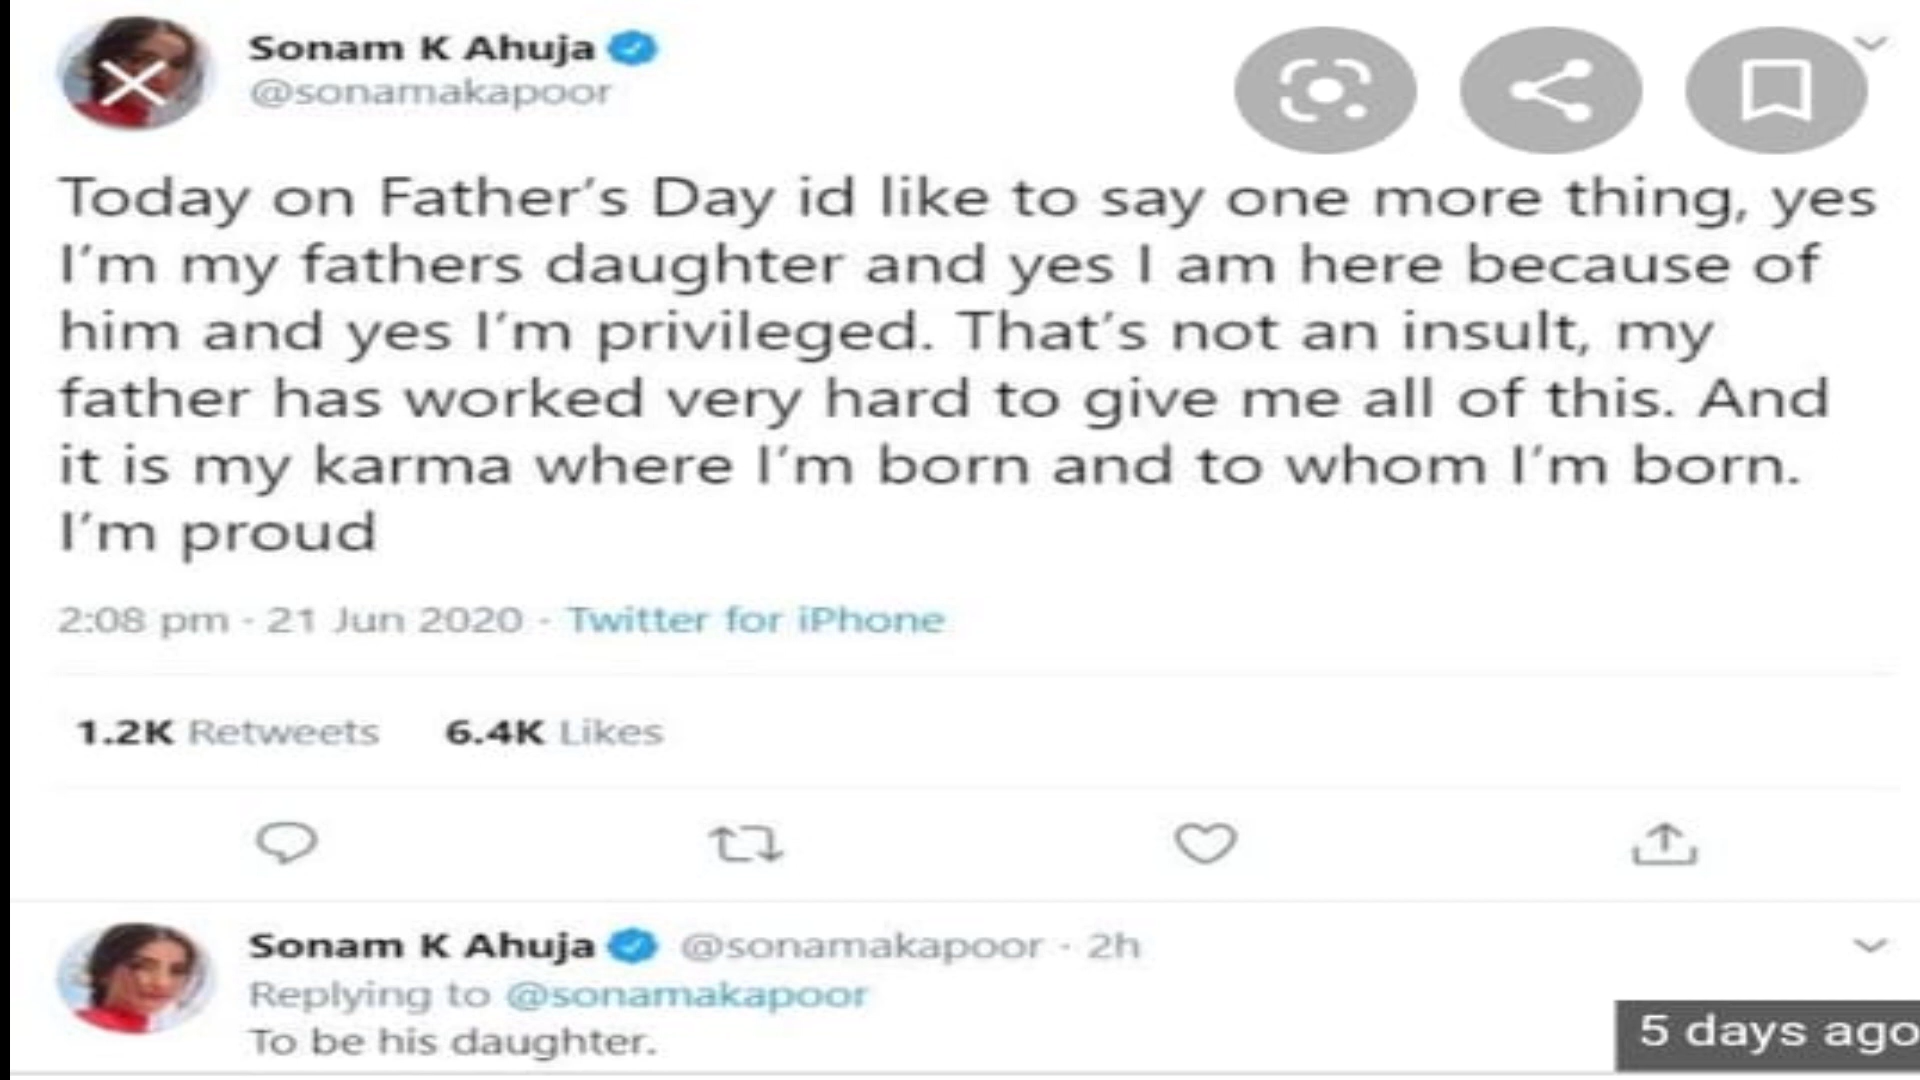 Sonam K Ahuja
@sonamakapoor
Today on Father's Day id like to say one more thing, yes
I'm my fathers daughter and yes I am here because of
him and yes I'm privileged. That's not an insult, my
father has worked very hard to give me all of this. And
it is my karma where I'm born and to whom I'm born.
I'm proud
2:08 pm · 21 Jun 2020 · Twitter for iPhone
1.2K Retweets 6.4K Likes
Sonam K Ahuja @sonamakapoor · 2h
Replying to @sonamakapoor
To be his daughter.
5 days ago